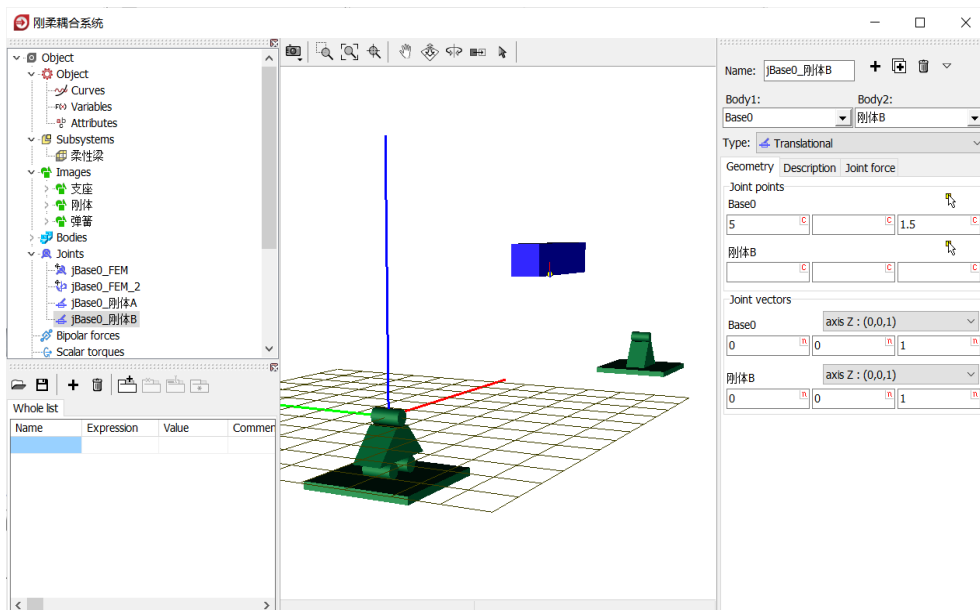 刚柔耦合系统
Object
Object
Curves
F(x) Variables
ab c Attributes
Subsystems
柔性梁
Images
支座
刚体
弹簧
Bodies
Joints
jBase0_FEM
jBase0_FEM_2
jBase0_刚体A
jBase0_刚体B
Bipolar forces
Scalar torques
Whole list
Name Expression Value Commen
Name: jBase0_刚体B
Body1: Body2:
Base0 刚体B
Type: Translational
Geometry Description Joint force
Joint points
Base0
5 C C 1.5 C
刚体B
C C C
Joint vectors
Base0 axis Z : (0,0,1)
0 n 0 n 1 n
刚体B axis Z : (0,0,1)
0 n 0 n 1 n